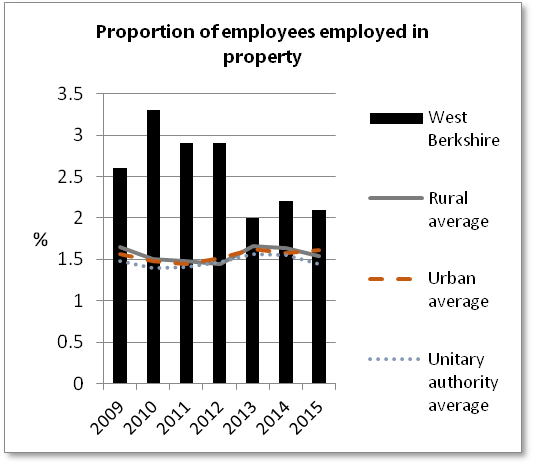 Proportion of employees employed in
property
3.5
3
2.5
2
1.5
1
0.5
0
%
2009
2010
2011
2012
2013
2014
2015
West
Berkshire
Rural
average
Urban
average
Unitary
authority
average